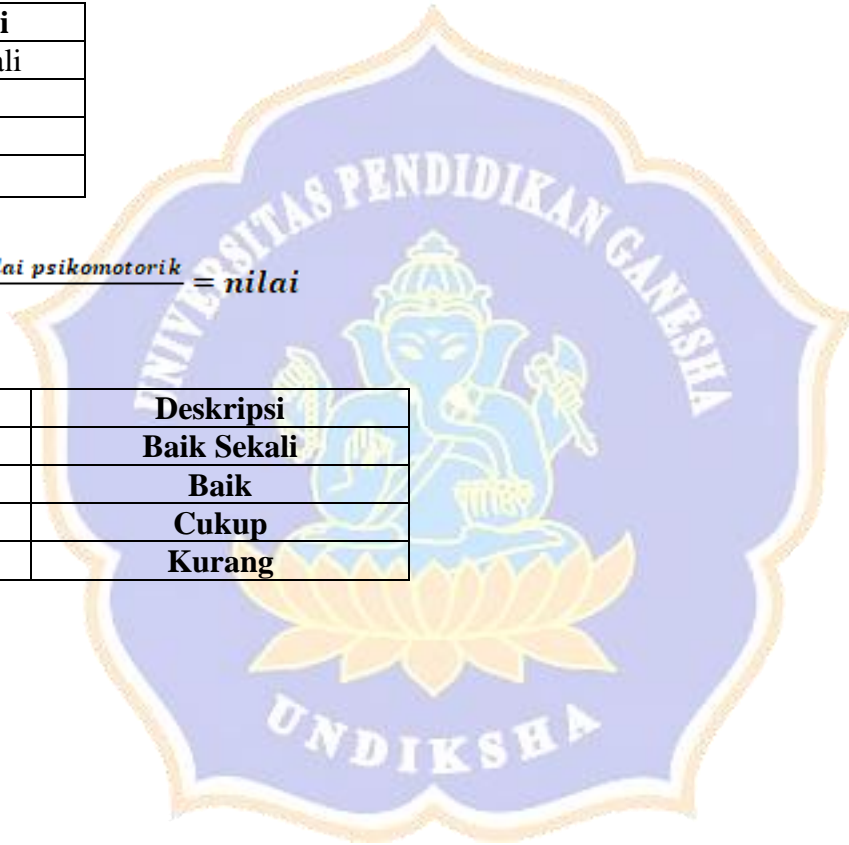 i
ali
UNIVERSITAS PENDIDIKAN GANESHA
lai psikomotorik = nilai
Deskripsi
Baik Sekali
Baik
Cukup
Kurang
UNDIKSHA